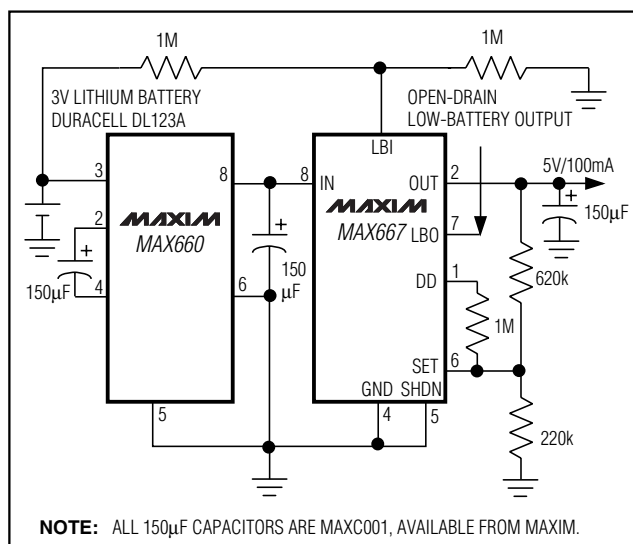 1M
1M
3V LITHIUM BATTERY
DURACELL DL123A
OPEN-DRAIN
LOW-BATTERY OUTPUT
LBI
3
8
8
IN
OUT
2
5V/100mA
MAXIM
MAX660
MAXIM
MAX667
+
150
µF
+
150µF
2
+
150µF
4
6
LBO
7
DD
1
1M
620k
SET
6
GND
SHDN
5
4
5
220k
NOTE: ALL 150µF CAPACITORS ARE MAXC001, AVAILABLE FROM MAXIM.